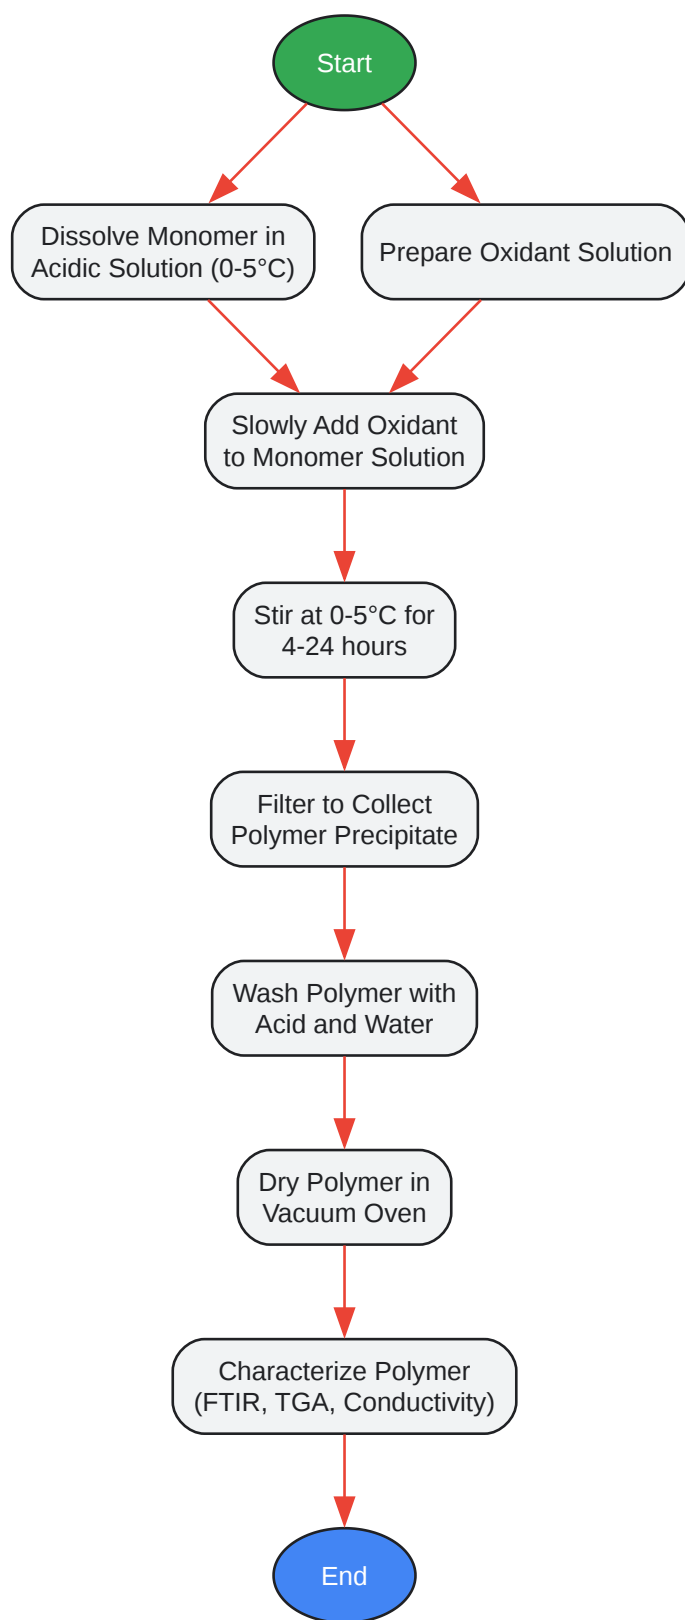 Start
Dissolve Monomer in
Acidic Solution (0-5°C)
Prepare Oxidant Solution
Slowly Add Oxidant
to Monomer Solution
Stir at 0-5°C for
4-24 hours
Filter to Collect
Polymer Precipitate
Wash Polymer with
Acid and Water
Dry Polymer in
Vacuum Oven
Characterize Polymer
(FTIR, TGA, Conductivity)
End